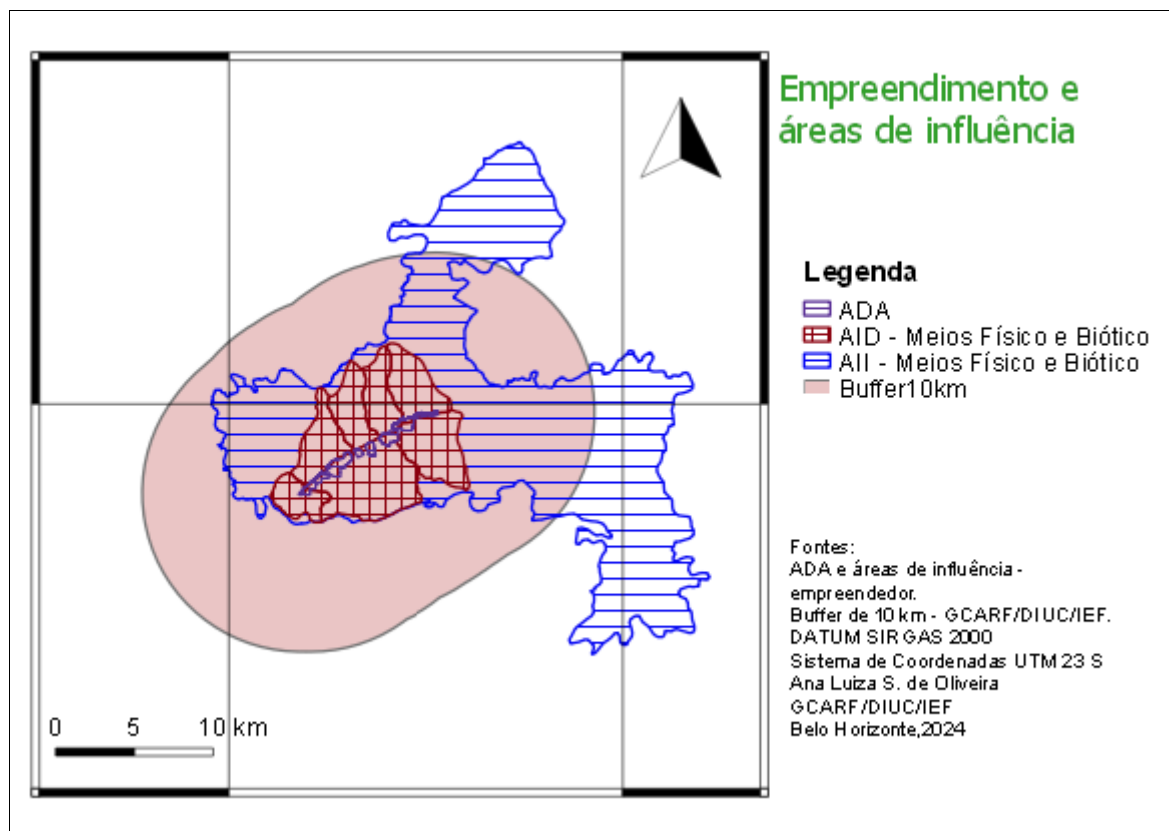 Empreendimento e
áreas de influência
Legenda
ADA
AID - Meios Físico e Biótico
AII - Meios Físico e Biótico
Buffer10km
Fontes:
ADA e áreas de influência -
empreendedor.
Buffer de 10 km - GCARF/DIUC/IEF.
DATUM SIRGAS 2000
Sistema de Coordenadas UTM 23 S
Ana Luiza S. de Oliveira
GCARF/DIUC/IEF
Belo Horizonte,2024
0 5 10 km